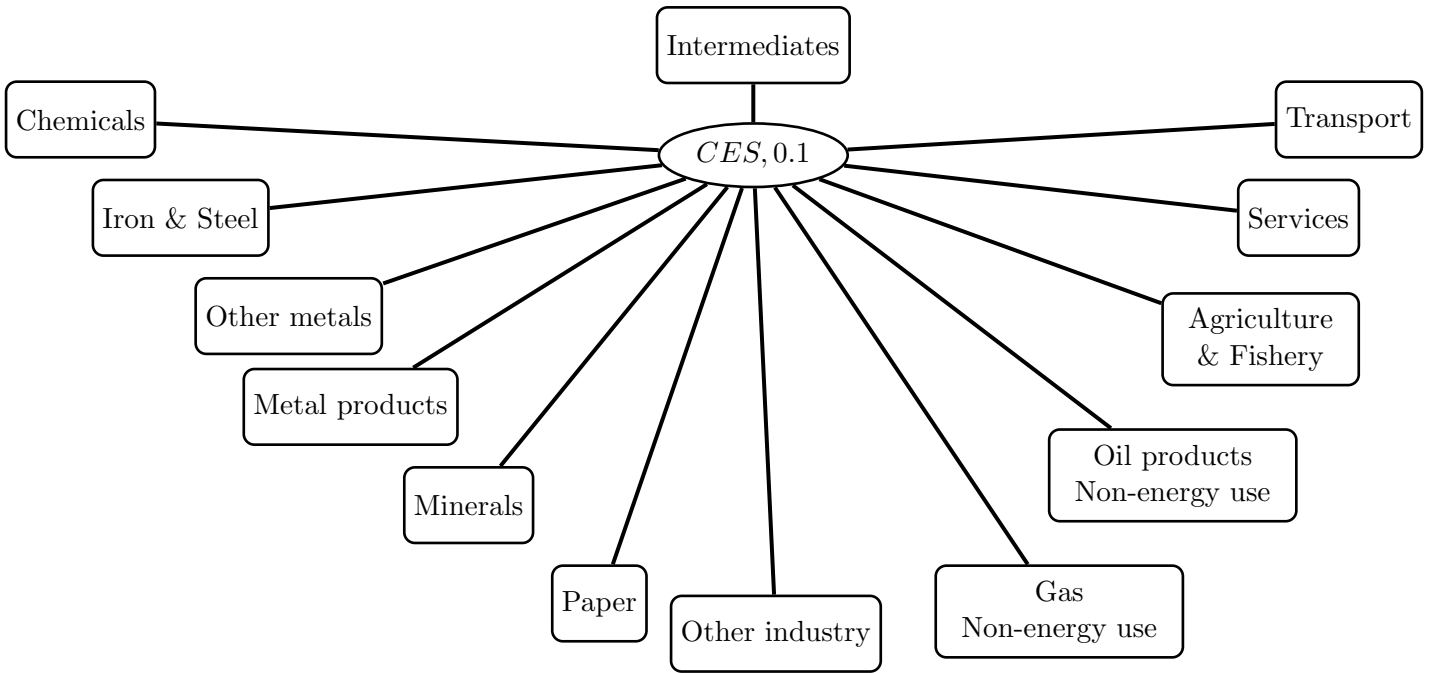 Intermediates
Chemicals
Transport
CES, 0.1
Iron & Steel
Services
Other metals
Agriculture
& Fishery
Metal products
Oil products
Non-energy use
Minerals
Paper
Gas
Non-energy use
Other industry